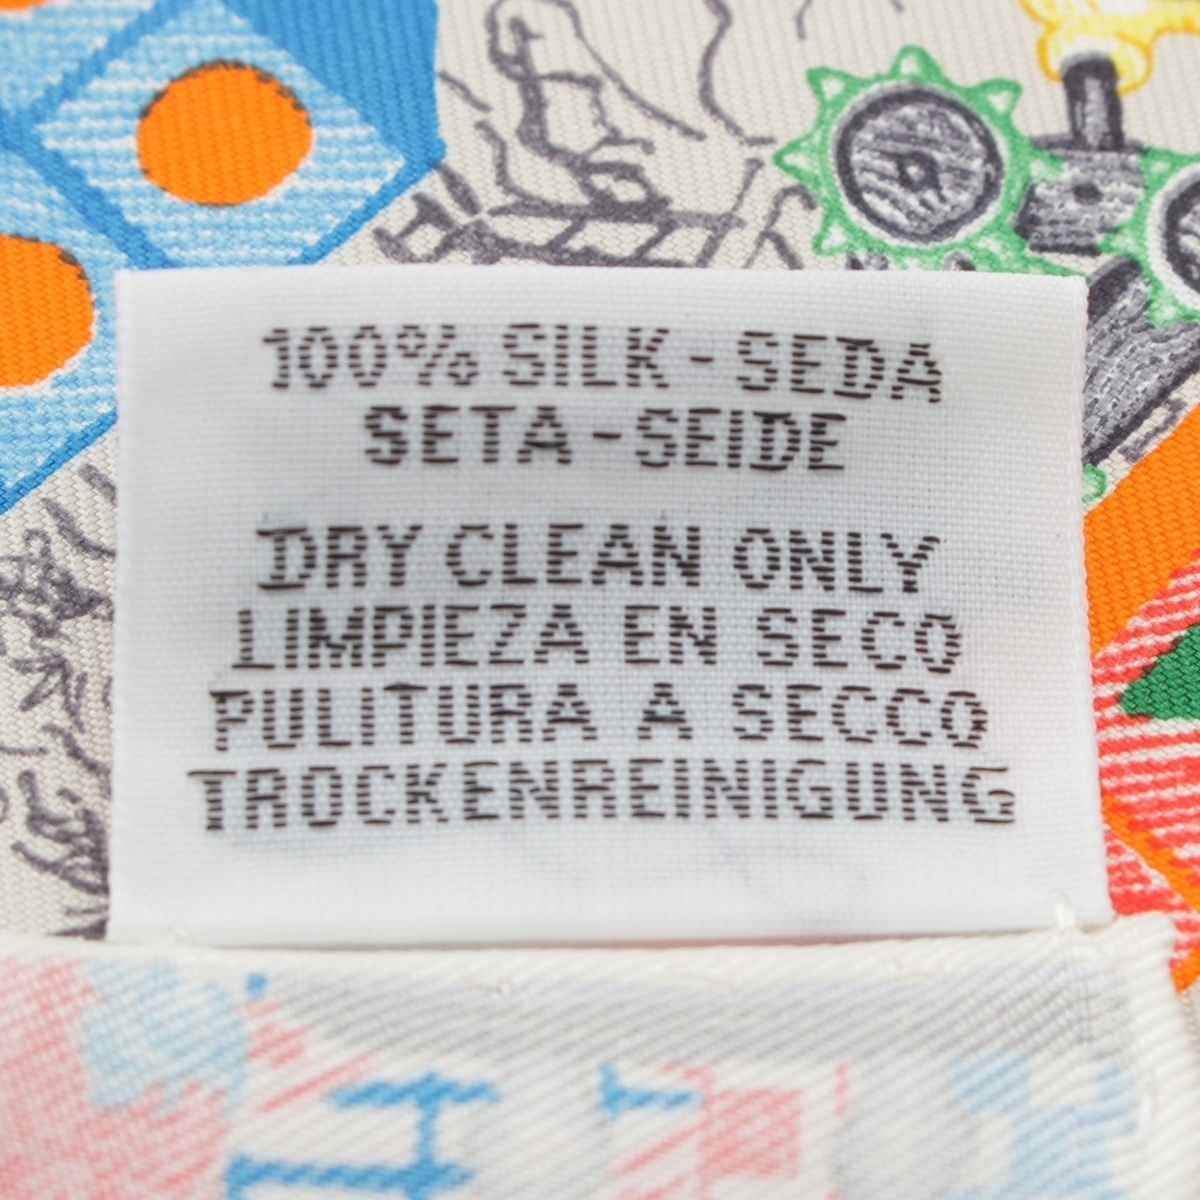 100% SILK - SEDA
SETA - SEIDE
DRY CLEAN ONLY
LIMPIEZA EN SECO
PULITURA A SECCO
TROCKENREINIGUNG